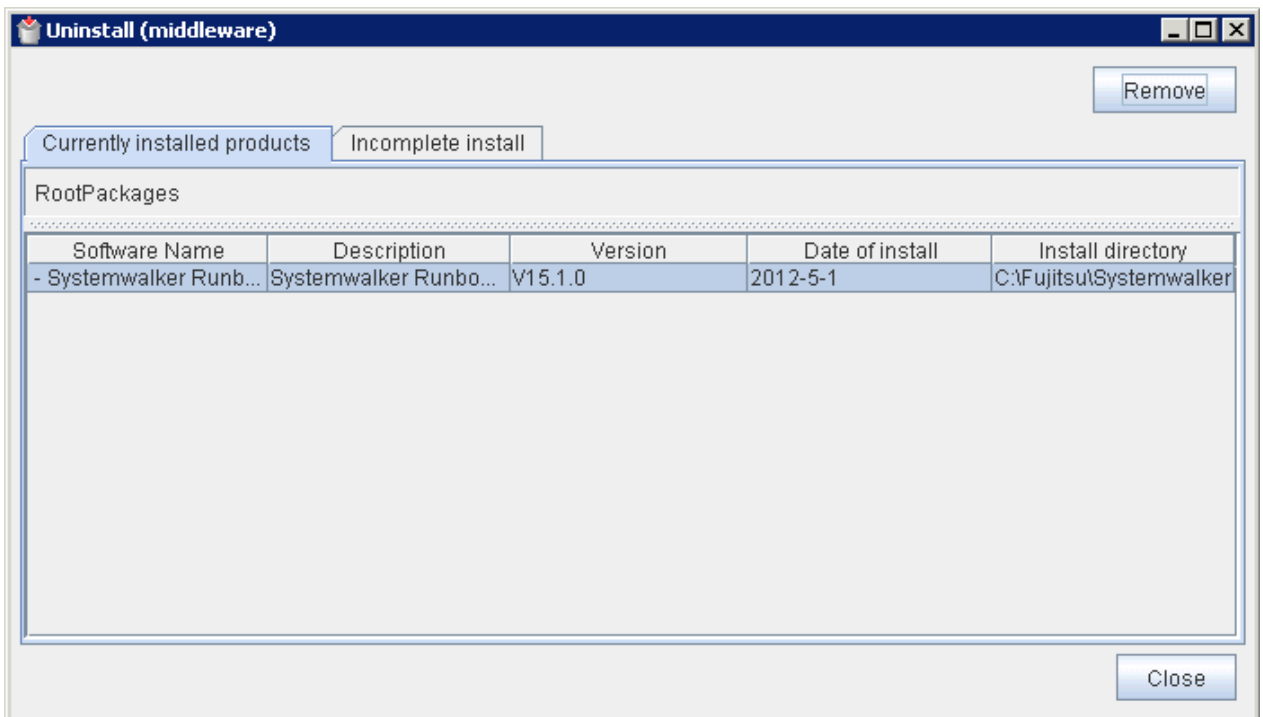 Uninstall (middleware)
Remove
Currently installed products Incomplete install
RootPackages
Software Name Description Version Date of install Install directory
- Systemwalker Runb... Systemwalker Runbo... V15.1.0 2012-5-1 C:\Fujitsu\Systemwalker
Close